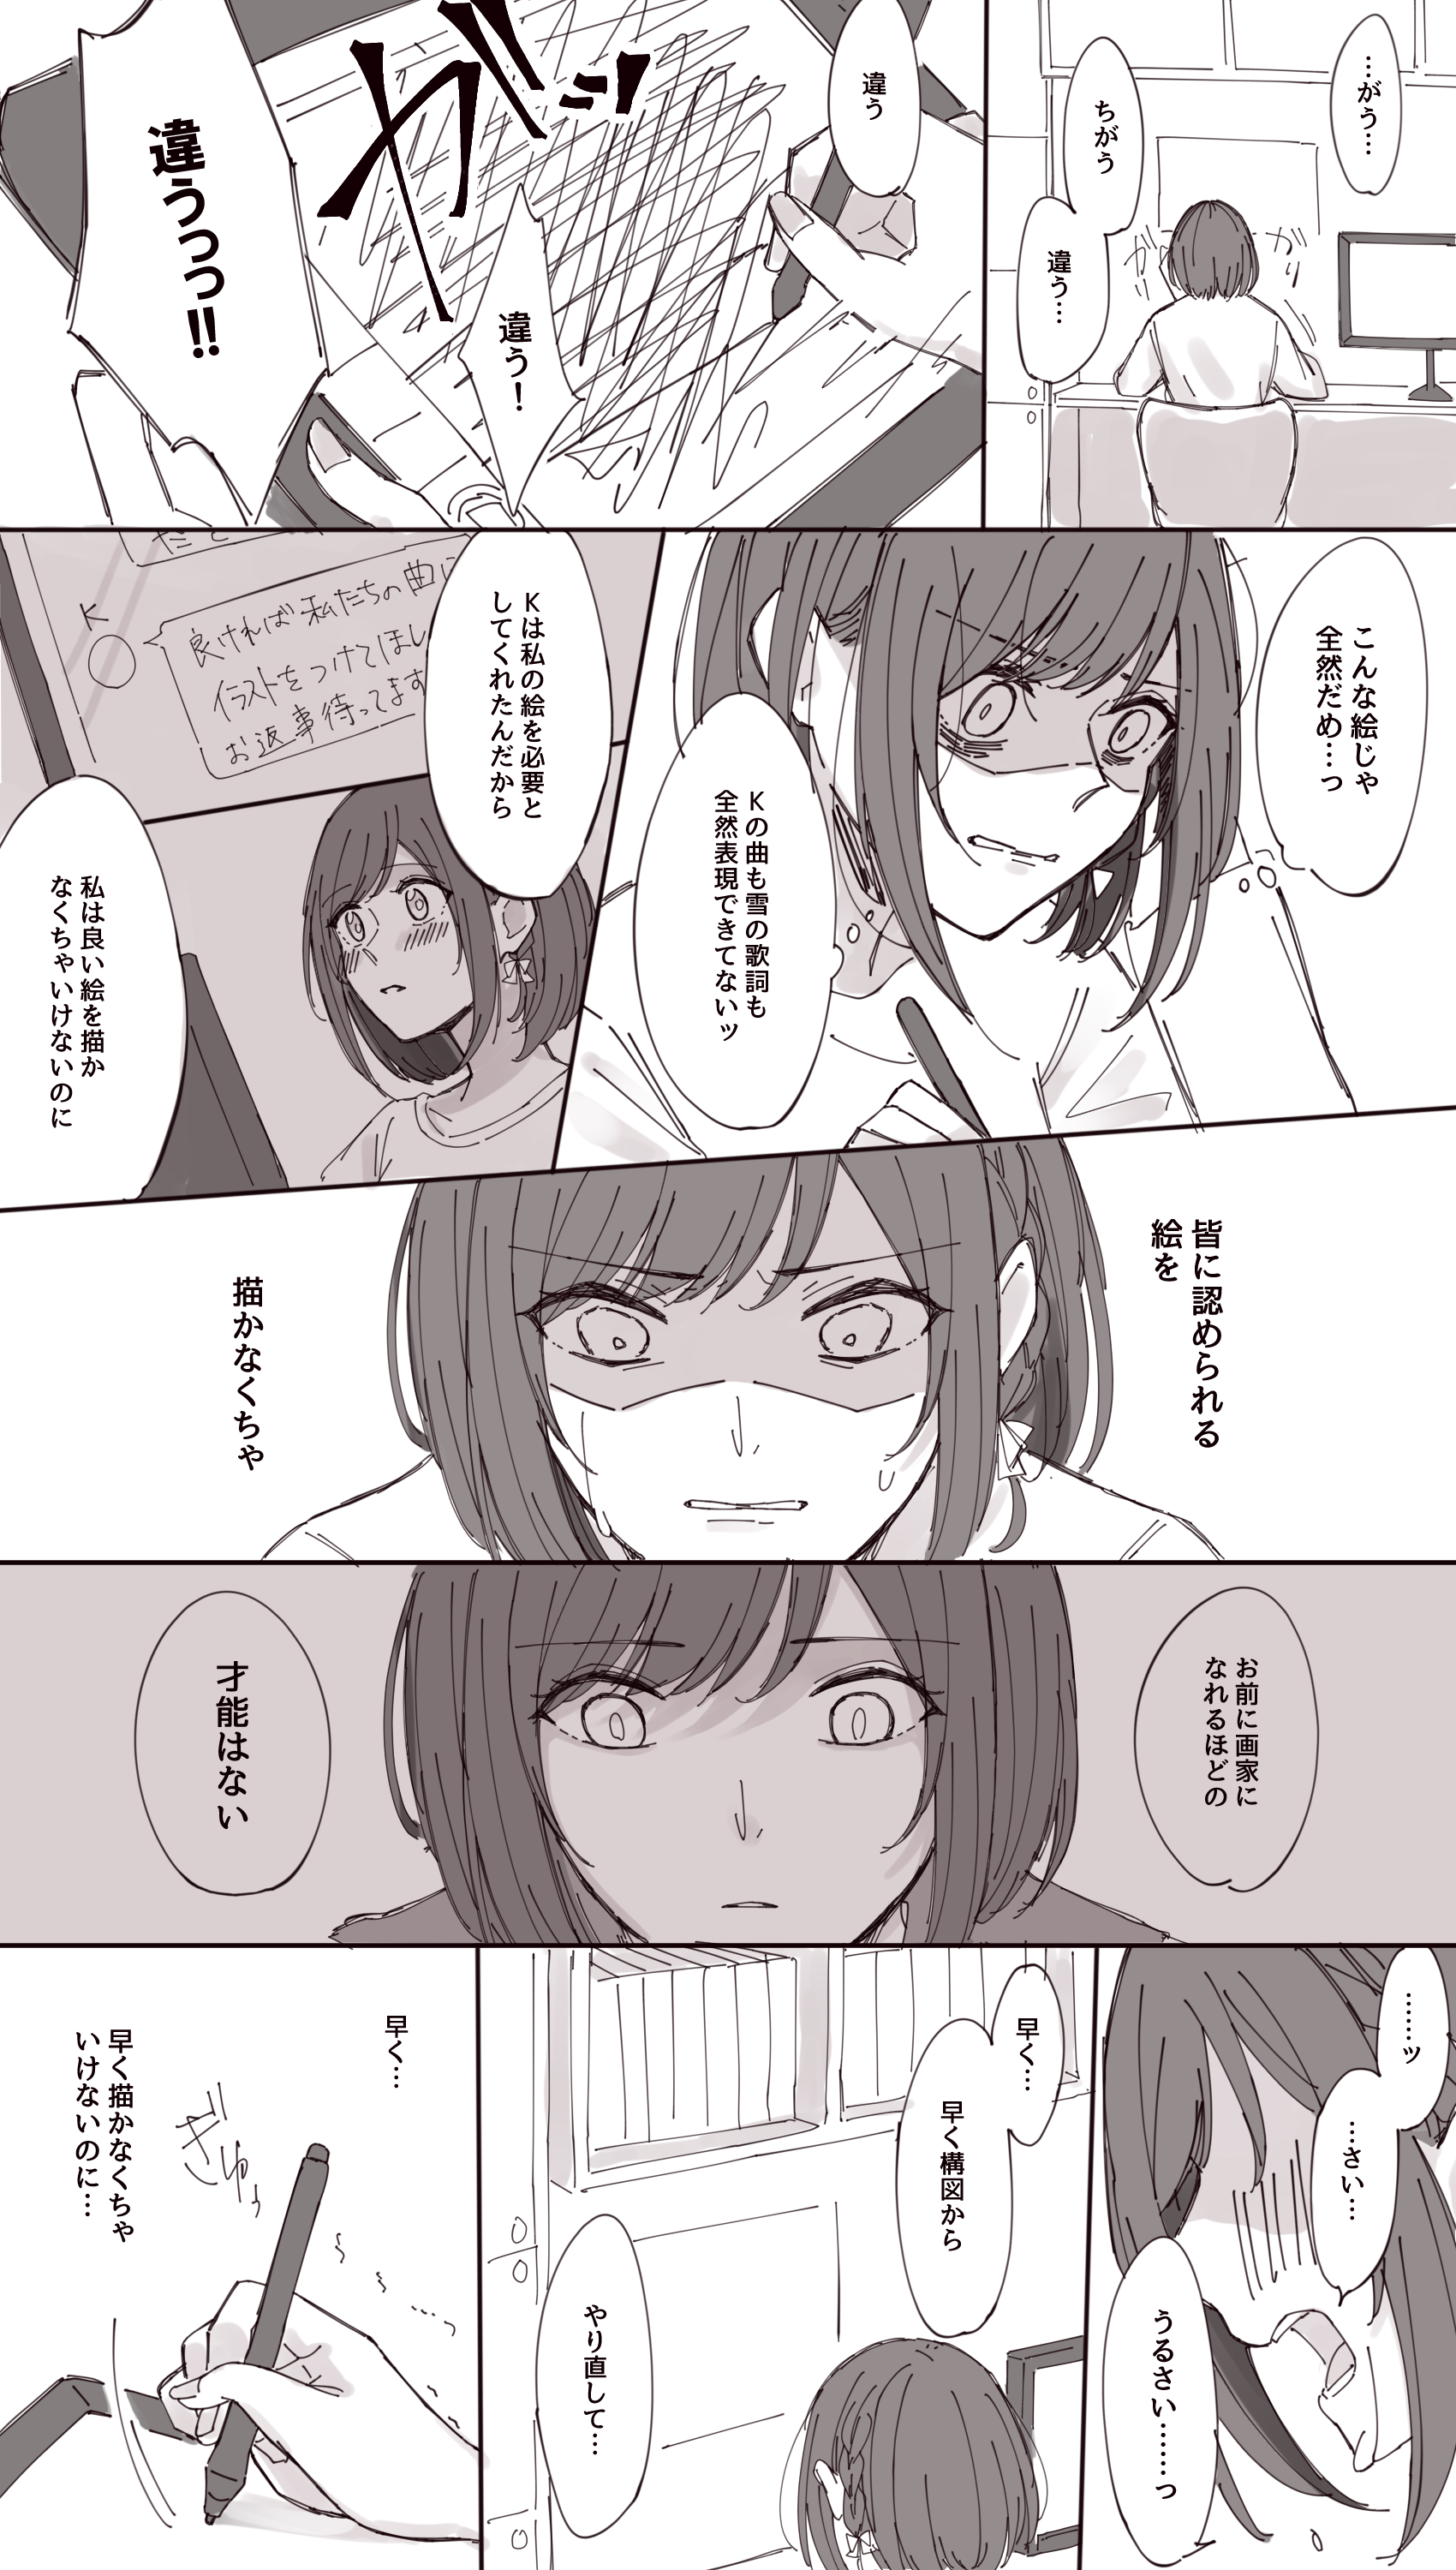 …がう…
ちがう
違う…
がり
がり
違う
ガッ
違う！
違うっっ!!
こんな絵じゃ
全然だめ…っ
Kの曲も雪の歌詞も
全然表現できてないッ
Kは私の絵を必要と
してくれたんだから
K
良ければ私たちの曲に
イラストをつけてほし
お返事待ってます
私は良い絵を描か
なくちゃいけないのに
皆に認められる
絵を
描かなくちゃ
お前に画家に
なれるほどの
才能はない
……ッ
…さい…
うるさい……っ
早く…
早く構図から
やり直して…
早く…
早く描かなくちゃ
いけないのに…
ぎゅっ